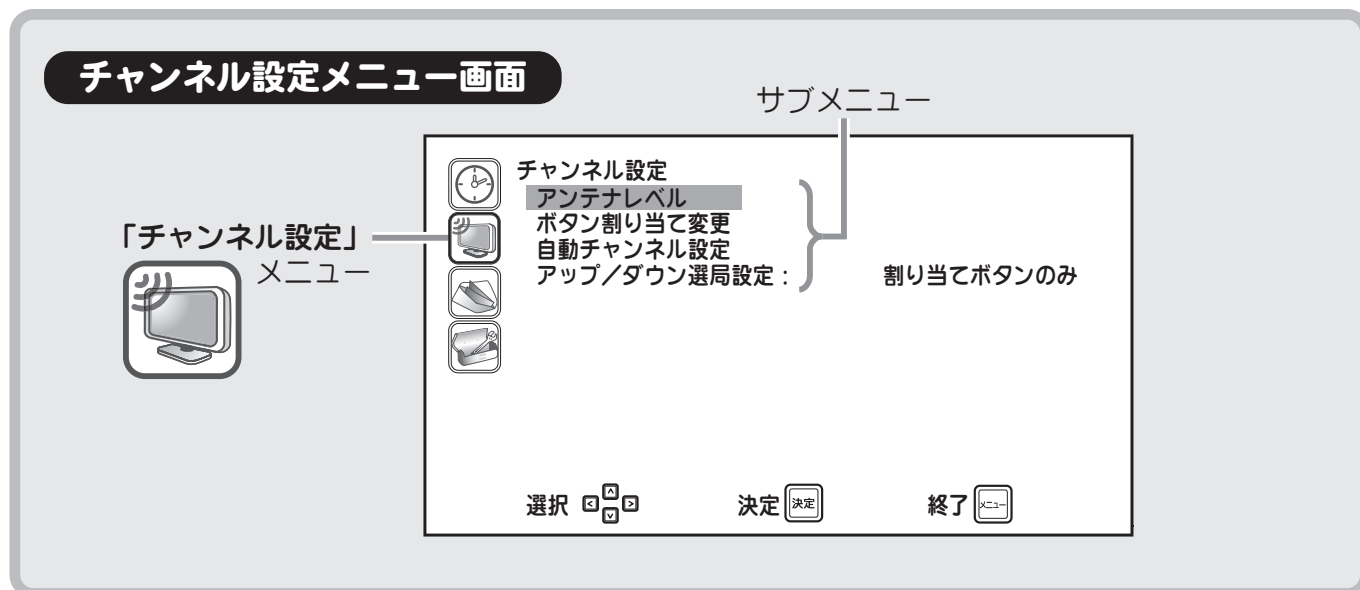 チャンネル設定メニュー画面
サブメニュー
「チャンネル設定」
メニュー
チャンネル設定
アンテナレベル
ボタン割り当て変更
自動チャンネル設定
アップ／ダウン選局設定： 割り当てボタンのみ
選択 決定 決定 終了 メニュー